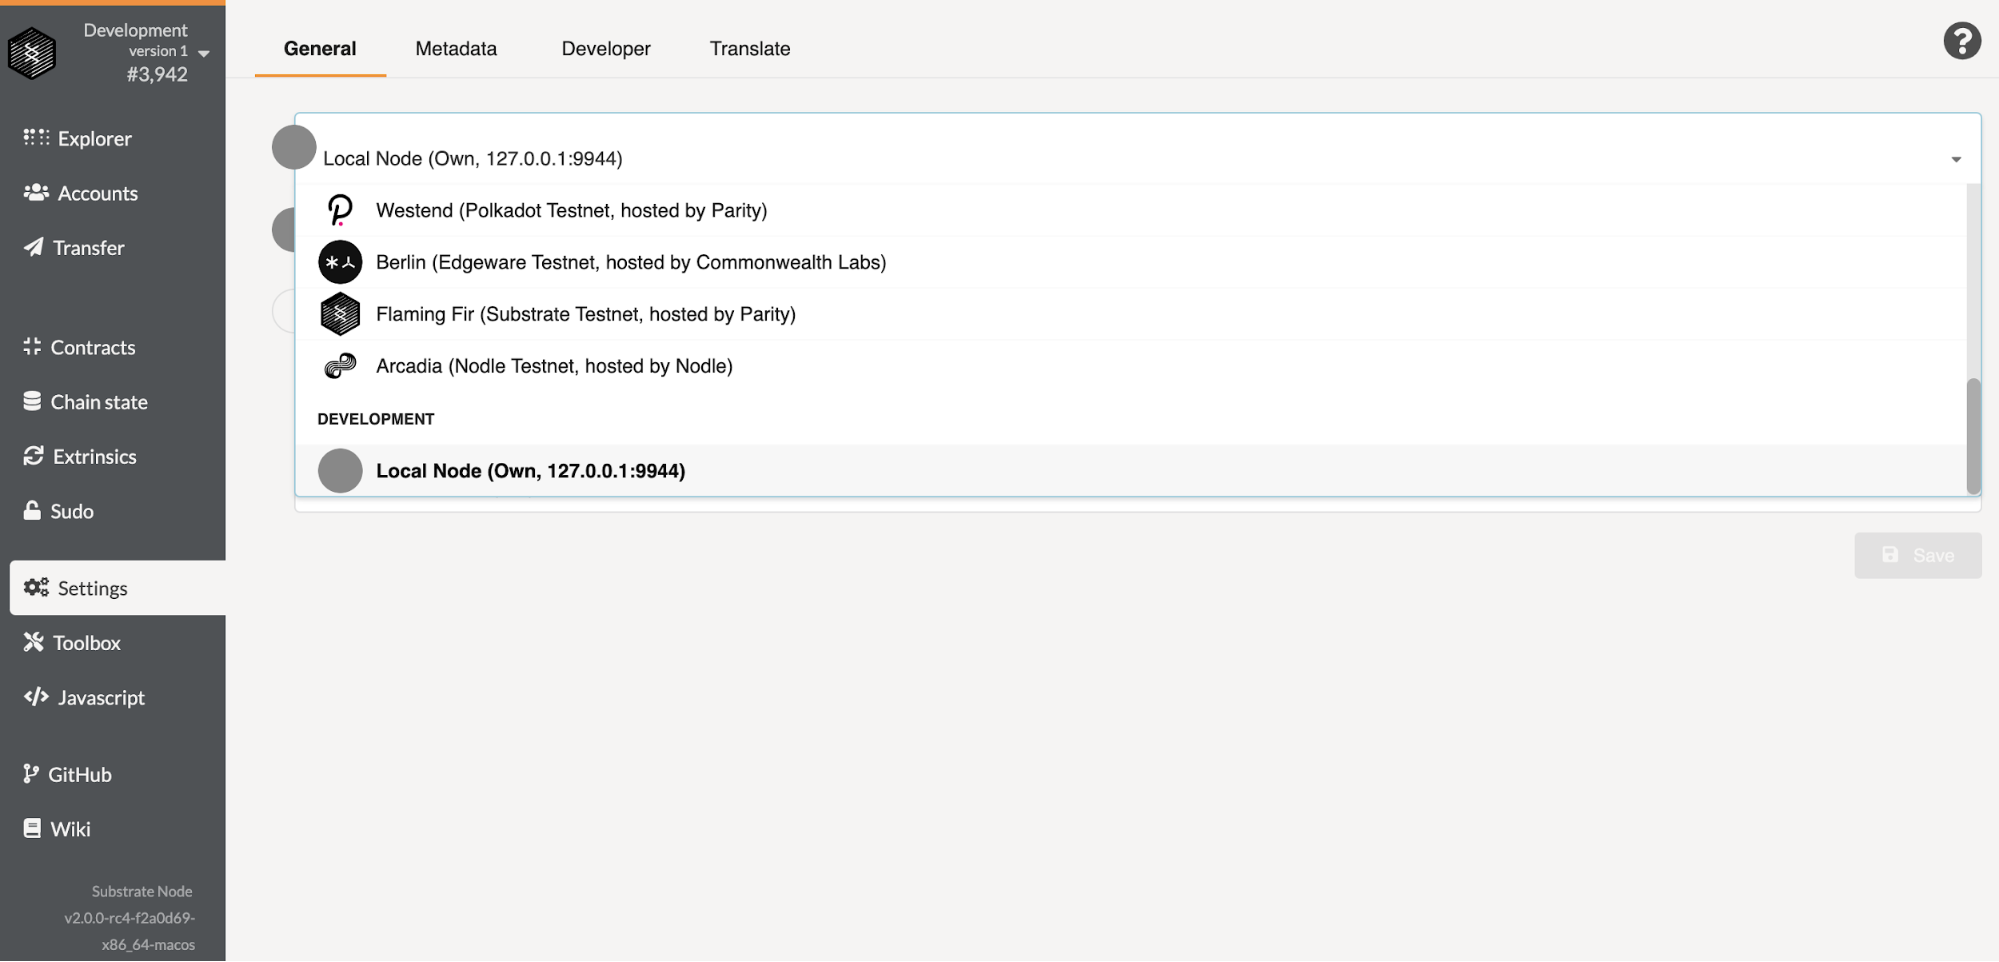 Development
version 1
#3,942
Explorer
Accounts
Transfer
Contracts
Chain state
Extrinsics
Sudo
Settings
Toolbox
Javascript
GitHub
Wiki
Substrate Node
v2.0.0-rc4-f2a0d69-
x86_64-macos
General Metadata Developer Translate
Local Node (Own, 127.0.0.1:9944)
Westend (Polkadot Testnet, hosted by Parity)
Berlin (Edgeware Testnet, hosted by Commonwealth Labs)
Flaming Fir (Substrate Testnet, hosted by Parity)
Arcadia (Nodle Testnet, hosted by Nodle)
DEVELOPMENT
Local Node (Own, 127.0.0.1:9944)
Save